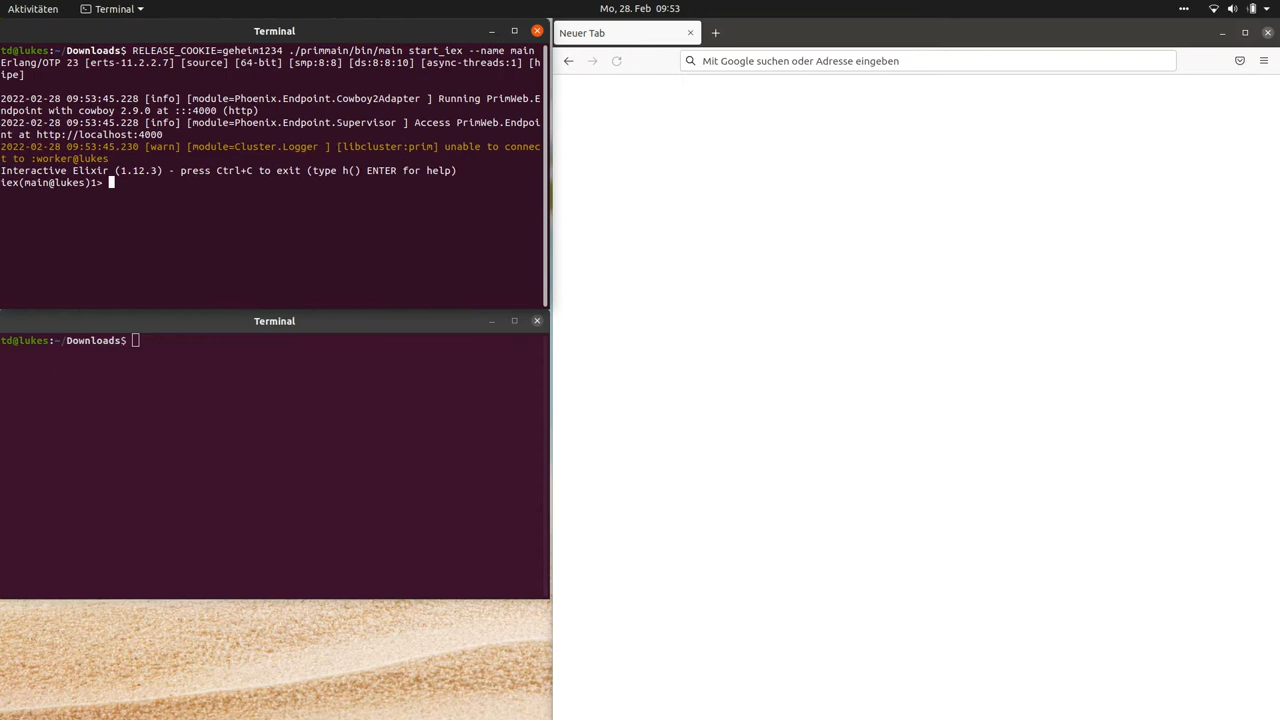 Aktivitäten Terminal Mo, 28. Feb 09:53
Terminal
td@lukes:~/Downloads$ RELEASE_COOKIE=geheim1234 ./primmain/bin/main start_iex --name main
Erlang/OTP 23 [erts-11.2.2.7] [source] [64-bit] [smp:8:8] [ds:8:8:10] [async-threads:1] [h
ipe]
2022-02-28 09:53:45.228 [info] [module=Phoenix.Endpoint.Cowboy2Adapter ] Running PrimWeb.E
ndpoint with cowboy 2.9.0 at :::4000 (http)
2022-02-28 09:53:45.228 [info] [module=Phoenix.Endpoint.Supervisor ] Access PrimWeb.Endpoi
nt at http://localhost:4000
2022-02-28 09:53:45.230 [warn] [module=Cluster.Logger ] [libcluster:prim] unable to connec
t to :worker@lukes
Interactive Elixir (1.12.3) - press Ctrl+C to exit (type h() ENTER for help)
iex(main@lukes)1>
Terminal
td@lukes:~/Downloads$
Neuer Tab
Mit Google suchen oder Adresse eingeben